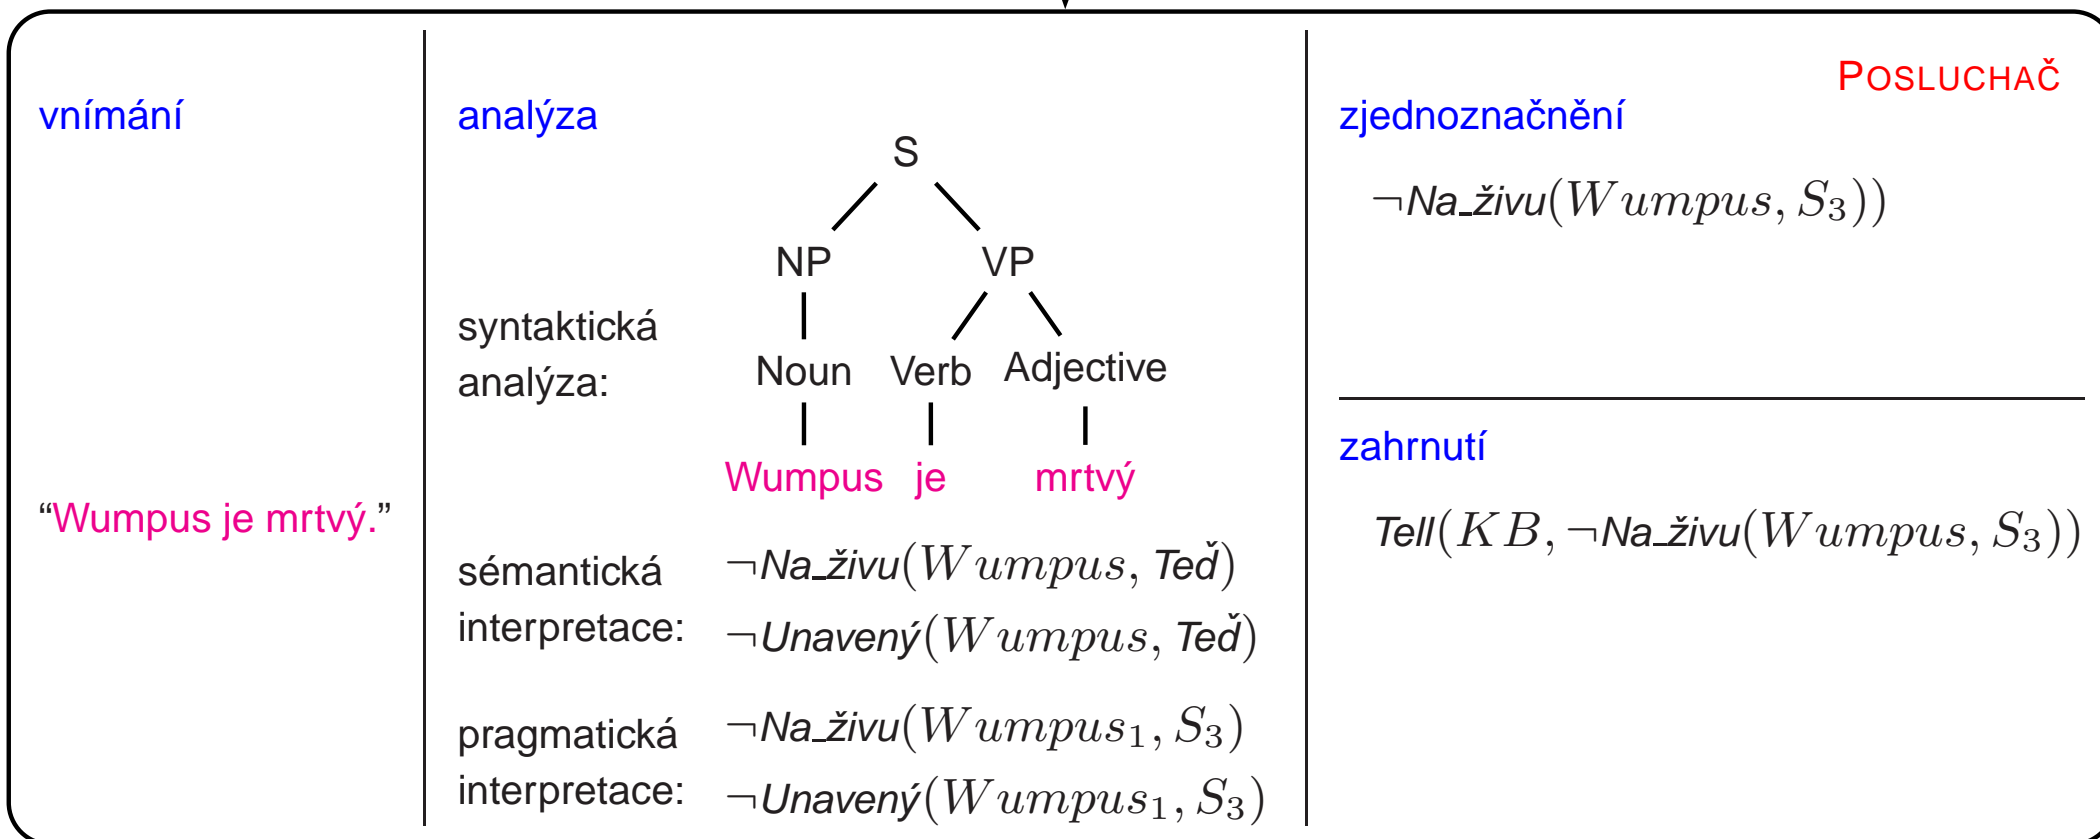 POSLUCHAČ
vnímání
“Wumpus je mrtvý.”
analýza
syntaktická
analýza:
S
NP VP
Noun Verb Adjective
Wumpus je mrtvý
sémantická
interpretace:
¬Na_živu(Wumpus, Teď)
¬Unavený(Wumpus, Teď)
pragmatická
interpretace:
¬Na_živu(Wumpus₁, S₃)
¬Unavený(Wumpus₁, S₃)
zjednoznačnění
¬Na_živu(Wumpus, S₃))
zahrnutí
Tell(KB, ¬Na_živu(Wumpus, S₃))